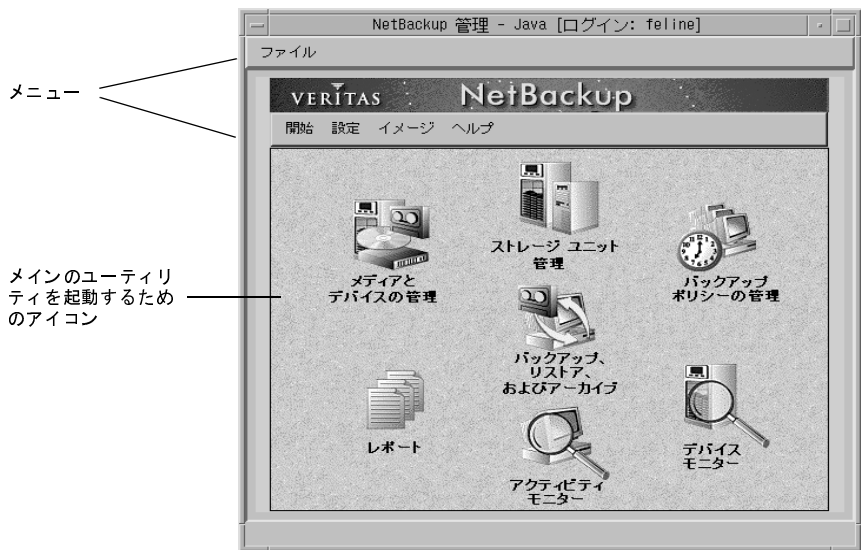 NetBackup 管理 - Java [ログイン: feline]
ファイル
メニュー
VERITAS NetBackup
開始 設定 イメージ ヘルプ
ストレージ ユニット
管理
メディアと
デバイスの管理
バックアップ
ポリシーの管理
メインのユーティリ
ティを起動するため
のアイコン
バックアップ、
リストア、
およびアーカイブ
レポート
デバイス
モニター
アクティビティ
モニター